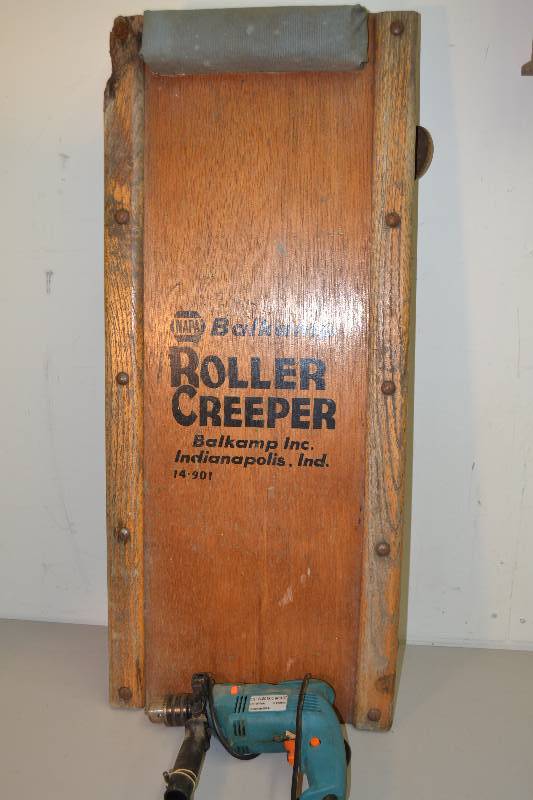 NAPA Balkamp
ROLLER
CREEPER
Balkamp Inc.
Indianapolis, Ind.
14-901